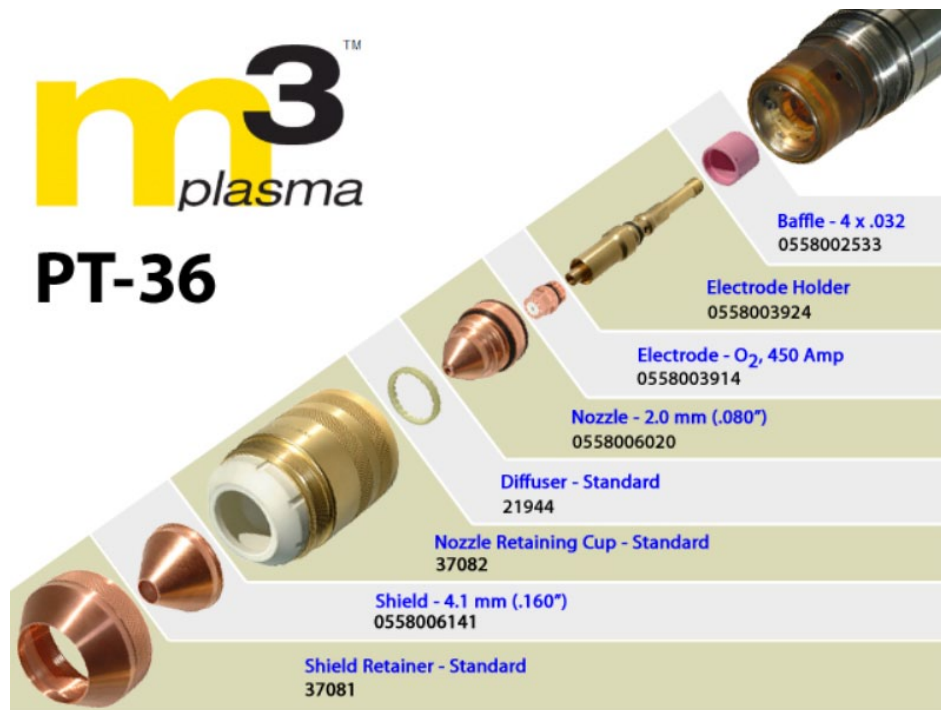 m3™
plasma
PT-36
Baffle - 4 x .032
0558002533
Electrode Holder
0558003924
Electrode - O₂, 450 Amp
0558003914
Nozzle - 2.0 mm (.080”)
0558006020
Diffuser - Standard
21944
Nozzle Retaining Cup - Standard
37082
Shield - 4.1 mm (.160”)
0558006141
Shield Retainer - Standard
37081